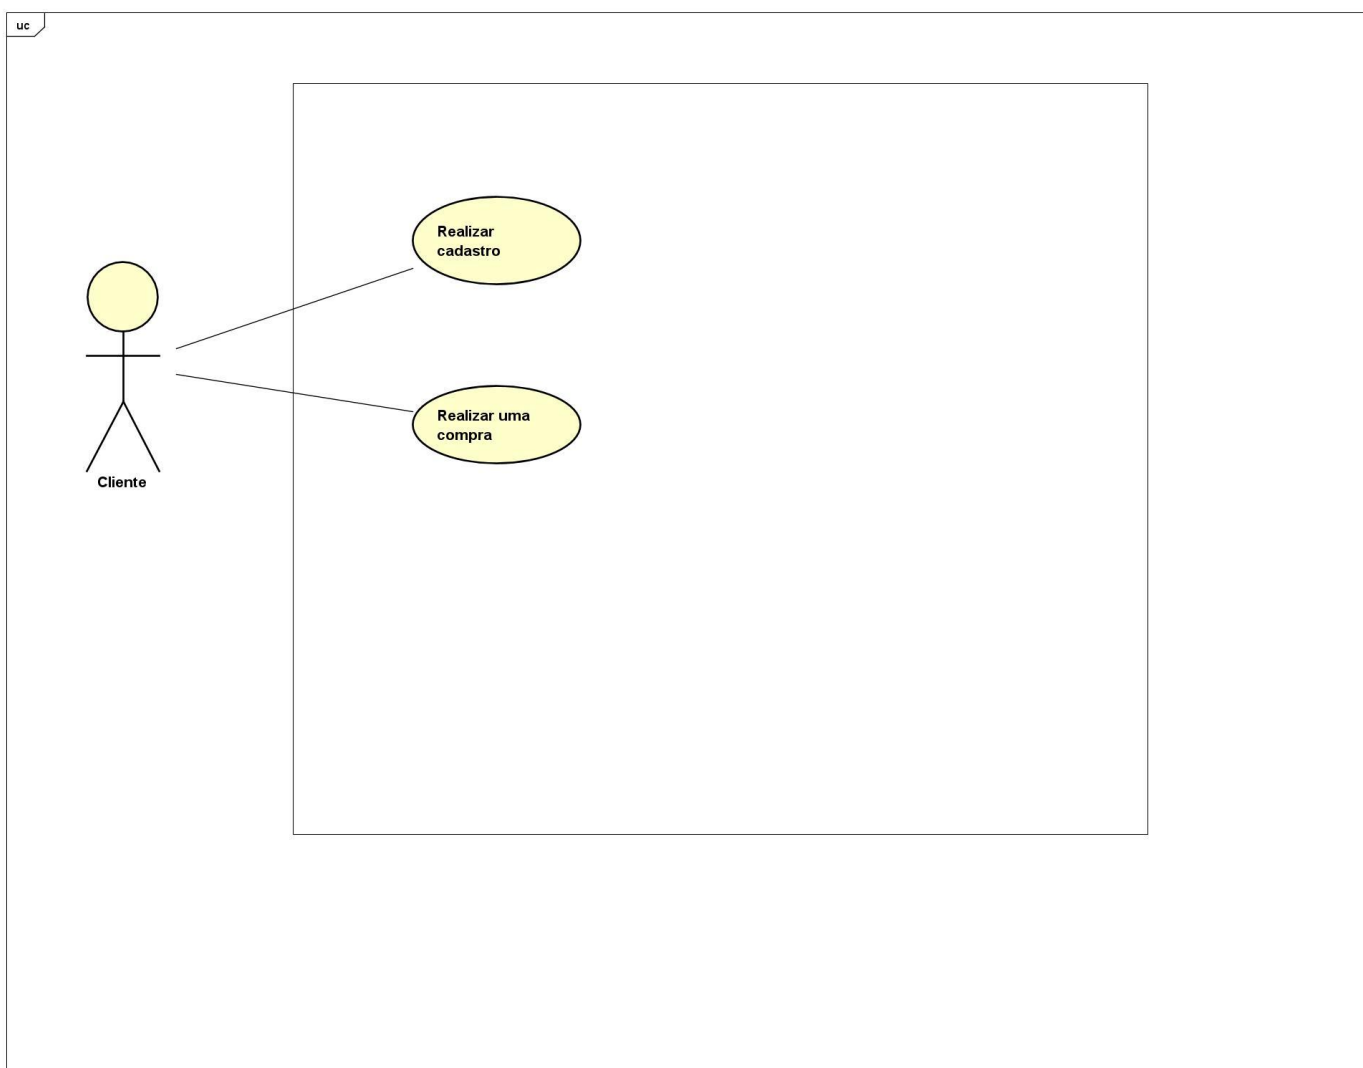 uc
Realizar
cadastro
Realizar uma
compra
Cliente